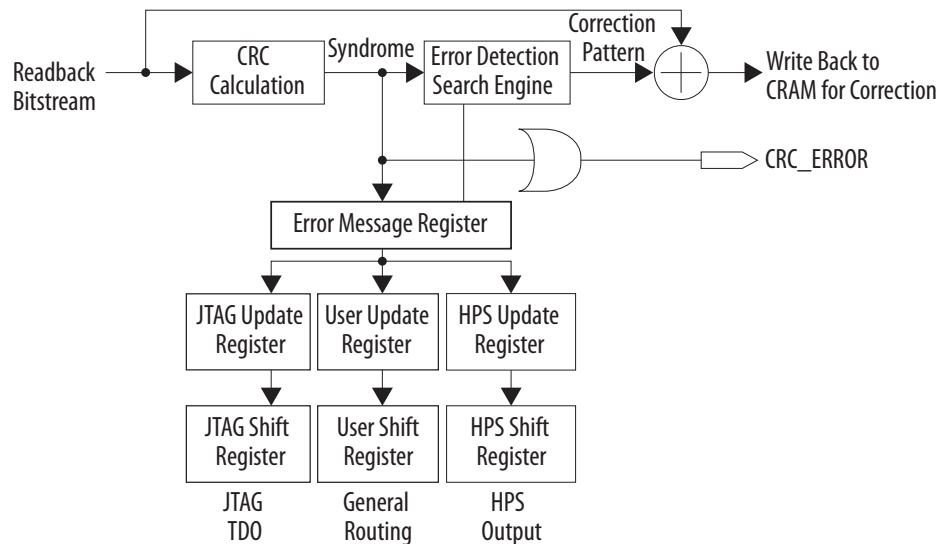 Readback
Bitstream
CRC
Calculation
Syndrome
Error Detection
Search Engine
Correction
Pattern
Write Back to
CRAM for Correction
CRC_ERROR
Error Message Register
JTAG Update
Register
User Update
Register
HPS Update
Register
JTAG Shift
Register
User Shift
Register
HPS Shift
Register
JTAG
TDO
General
Routing
HPS
Output